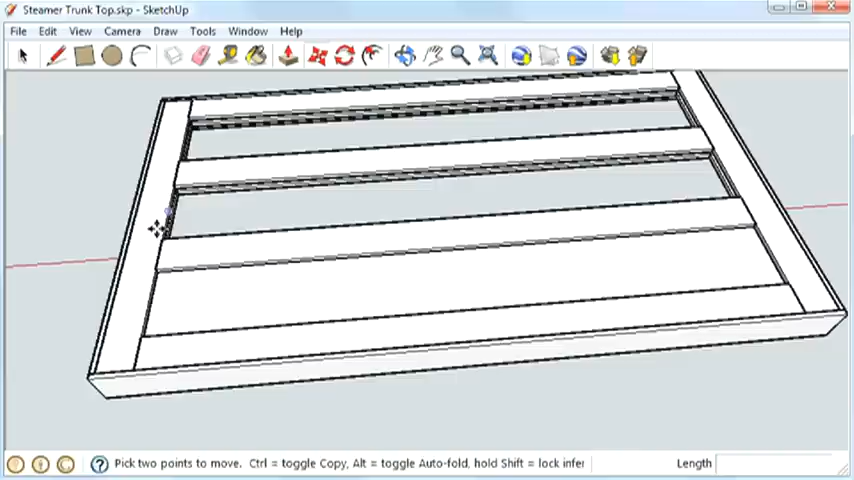 Steamer Trunk Top.skp - SketchUp
File Edit View Camera Draw Tools Window Help
Pick two points to move. Ctrl = toggle Copy, Alt = toggle Auto-fold, hold Shift = lock infer
Length